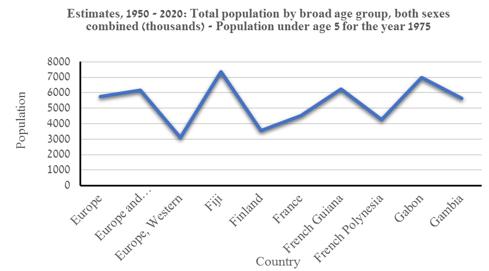 Estimates, 1950 - 2020: Total population by broad age group, both sexes
combined (thousands) - Population under age 5 for the year 1975
8000
7000
6000
5000
4000
3000
2000
1000
0
Population
Europe
Europe and...
Europe, Western
Fiji
Finland
France
French Guiana
French Polynesia
Gabon
Gambia
Country